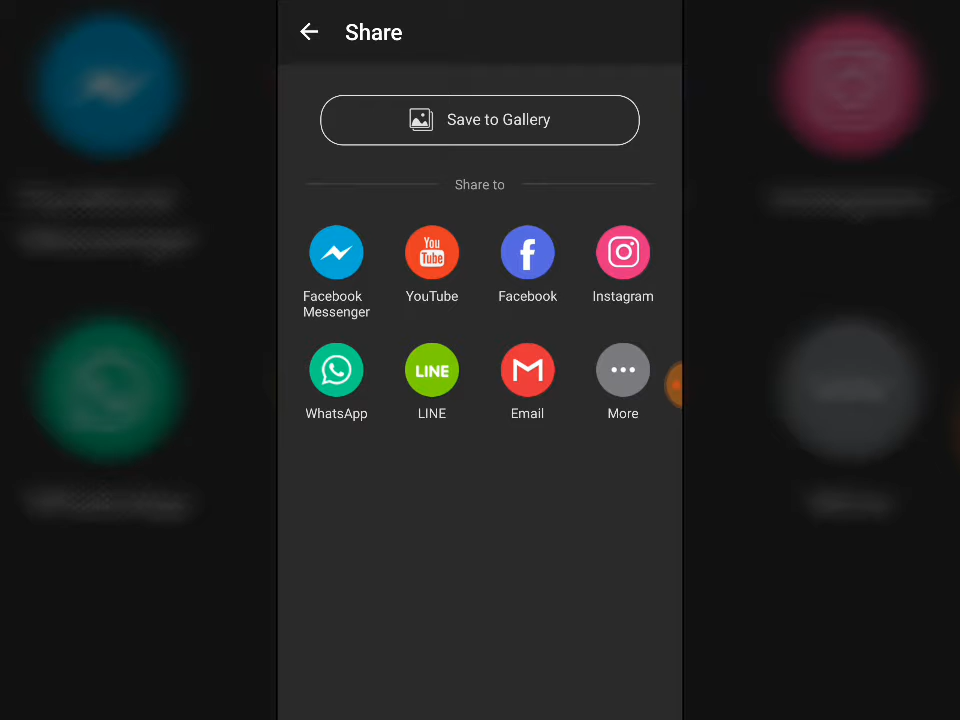 Share
Save to Gallery
Share to
You
Tube
LINE
Facebook
Messenger
YouTube
Facebook
Instagram
WhatsApp
LINE
Email
More